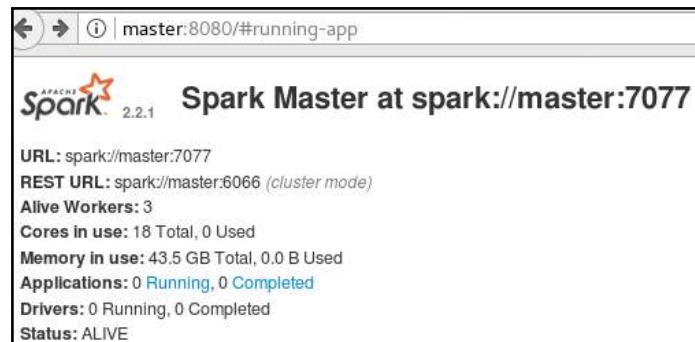 master:8080/#running-app
APACHE
Spark 2.2.1 Spark Master at spark://master:7077
URL: spark://master:7077
REST URL: spark://master:6066 (cluster mode)
Alive Workers: 3
Cores in use: 18 Total, 0 Used
Memory in use: 43.5 GB Total, 0.0 B Used
Applications: 0 Running, 0 Completed
Drivers: 0 Running, 0 Completed
Status: ALIVE